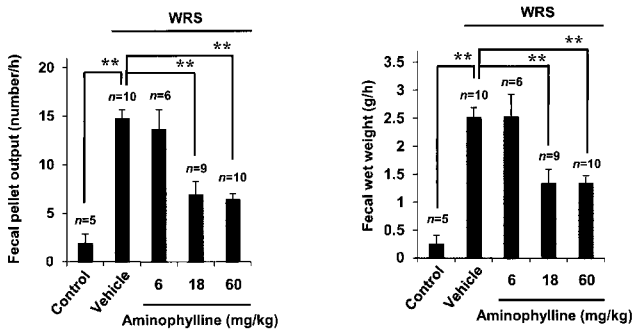 WRS
**
**
**
Fecal pellet output (number/h)
20
15
10
5
0
n=5
n=10
n=6
n=9
n=10
Control
Vehicle
6
18
60
Aminophylline (mg/kg)
WRS
**
**
**
Fecal wet weight (g/h)
3.5
3
2.5
2
1.5
1
0.5
0
n=5
n=10
n=6
n=9
n=10
Control
Vehicle
6
18
60
Aminophylline (mg/kg)